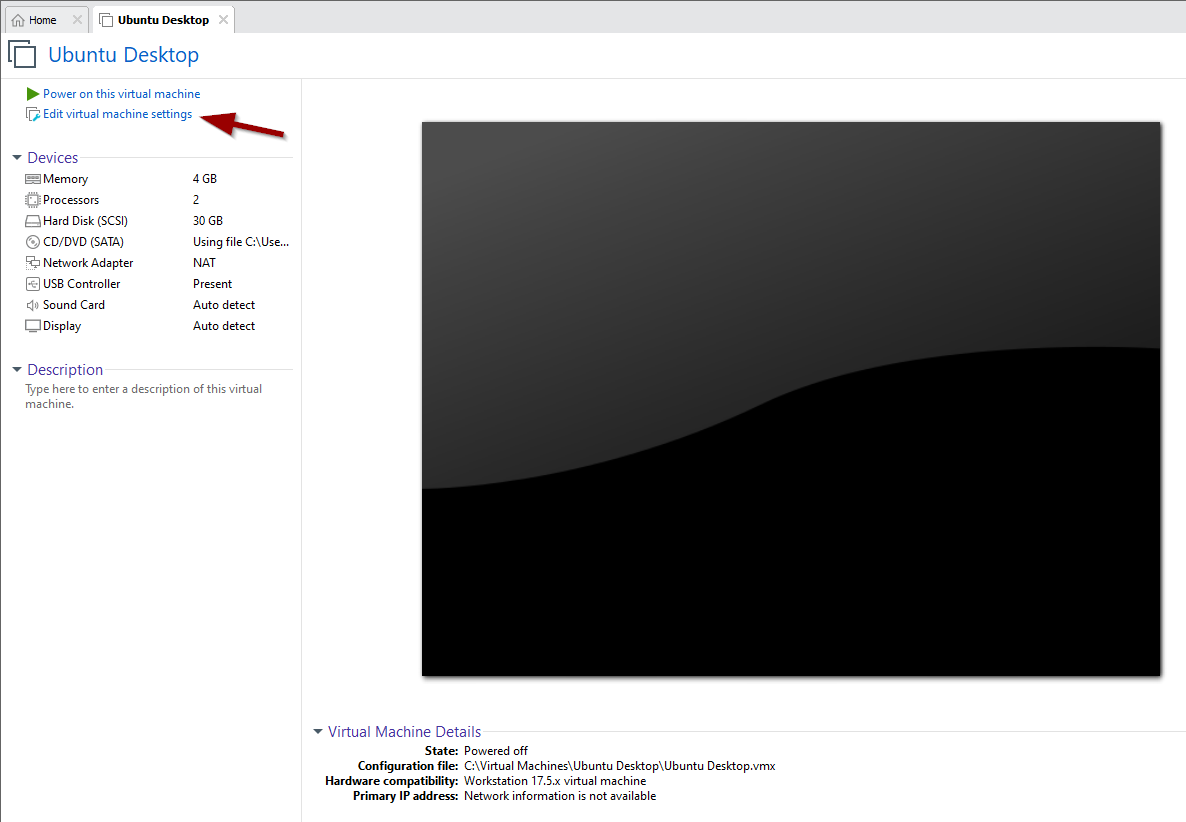 Home
Ubuntu Desktop
Ubuntu Desktop
Power on this virtual machine
Edit virtual machine settings
Devices
Memory 4 GB
Processors 2
Hard Disk (SCSI) 30 GB
CD/DVD (SATA) Using file C:\Use...
Network Adapter NAT
USB Controller Present
Sound Card Auto detect
Display Auto detect
Description
Type here to enter a description of this virtual
machine.
Virtual Machine Details
State: Powered off
Configuration file: C:\Virtual Machines\Ubuntu Desktop\Ubuntu Desktop.vmx
Hardware compatibility: Workstation 17.5.x virtual machine
Primary IP address: Network information is not available